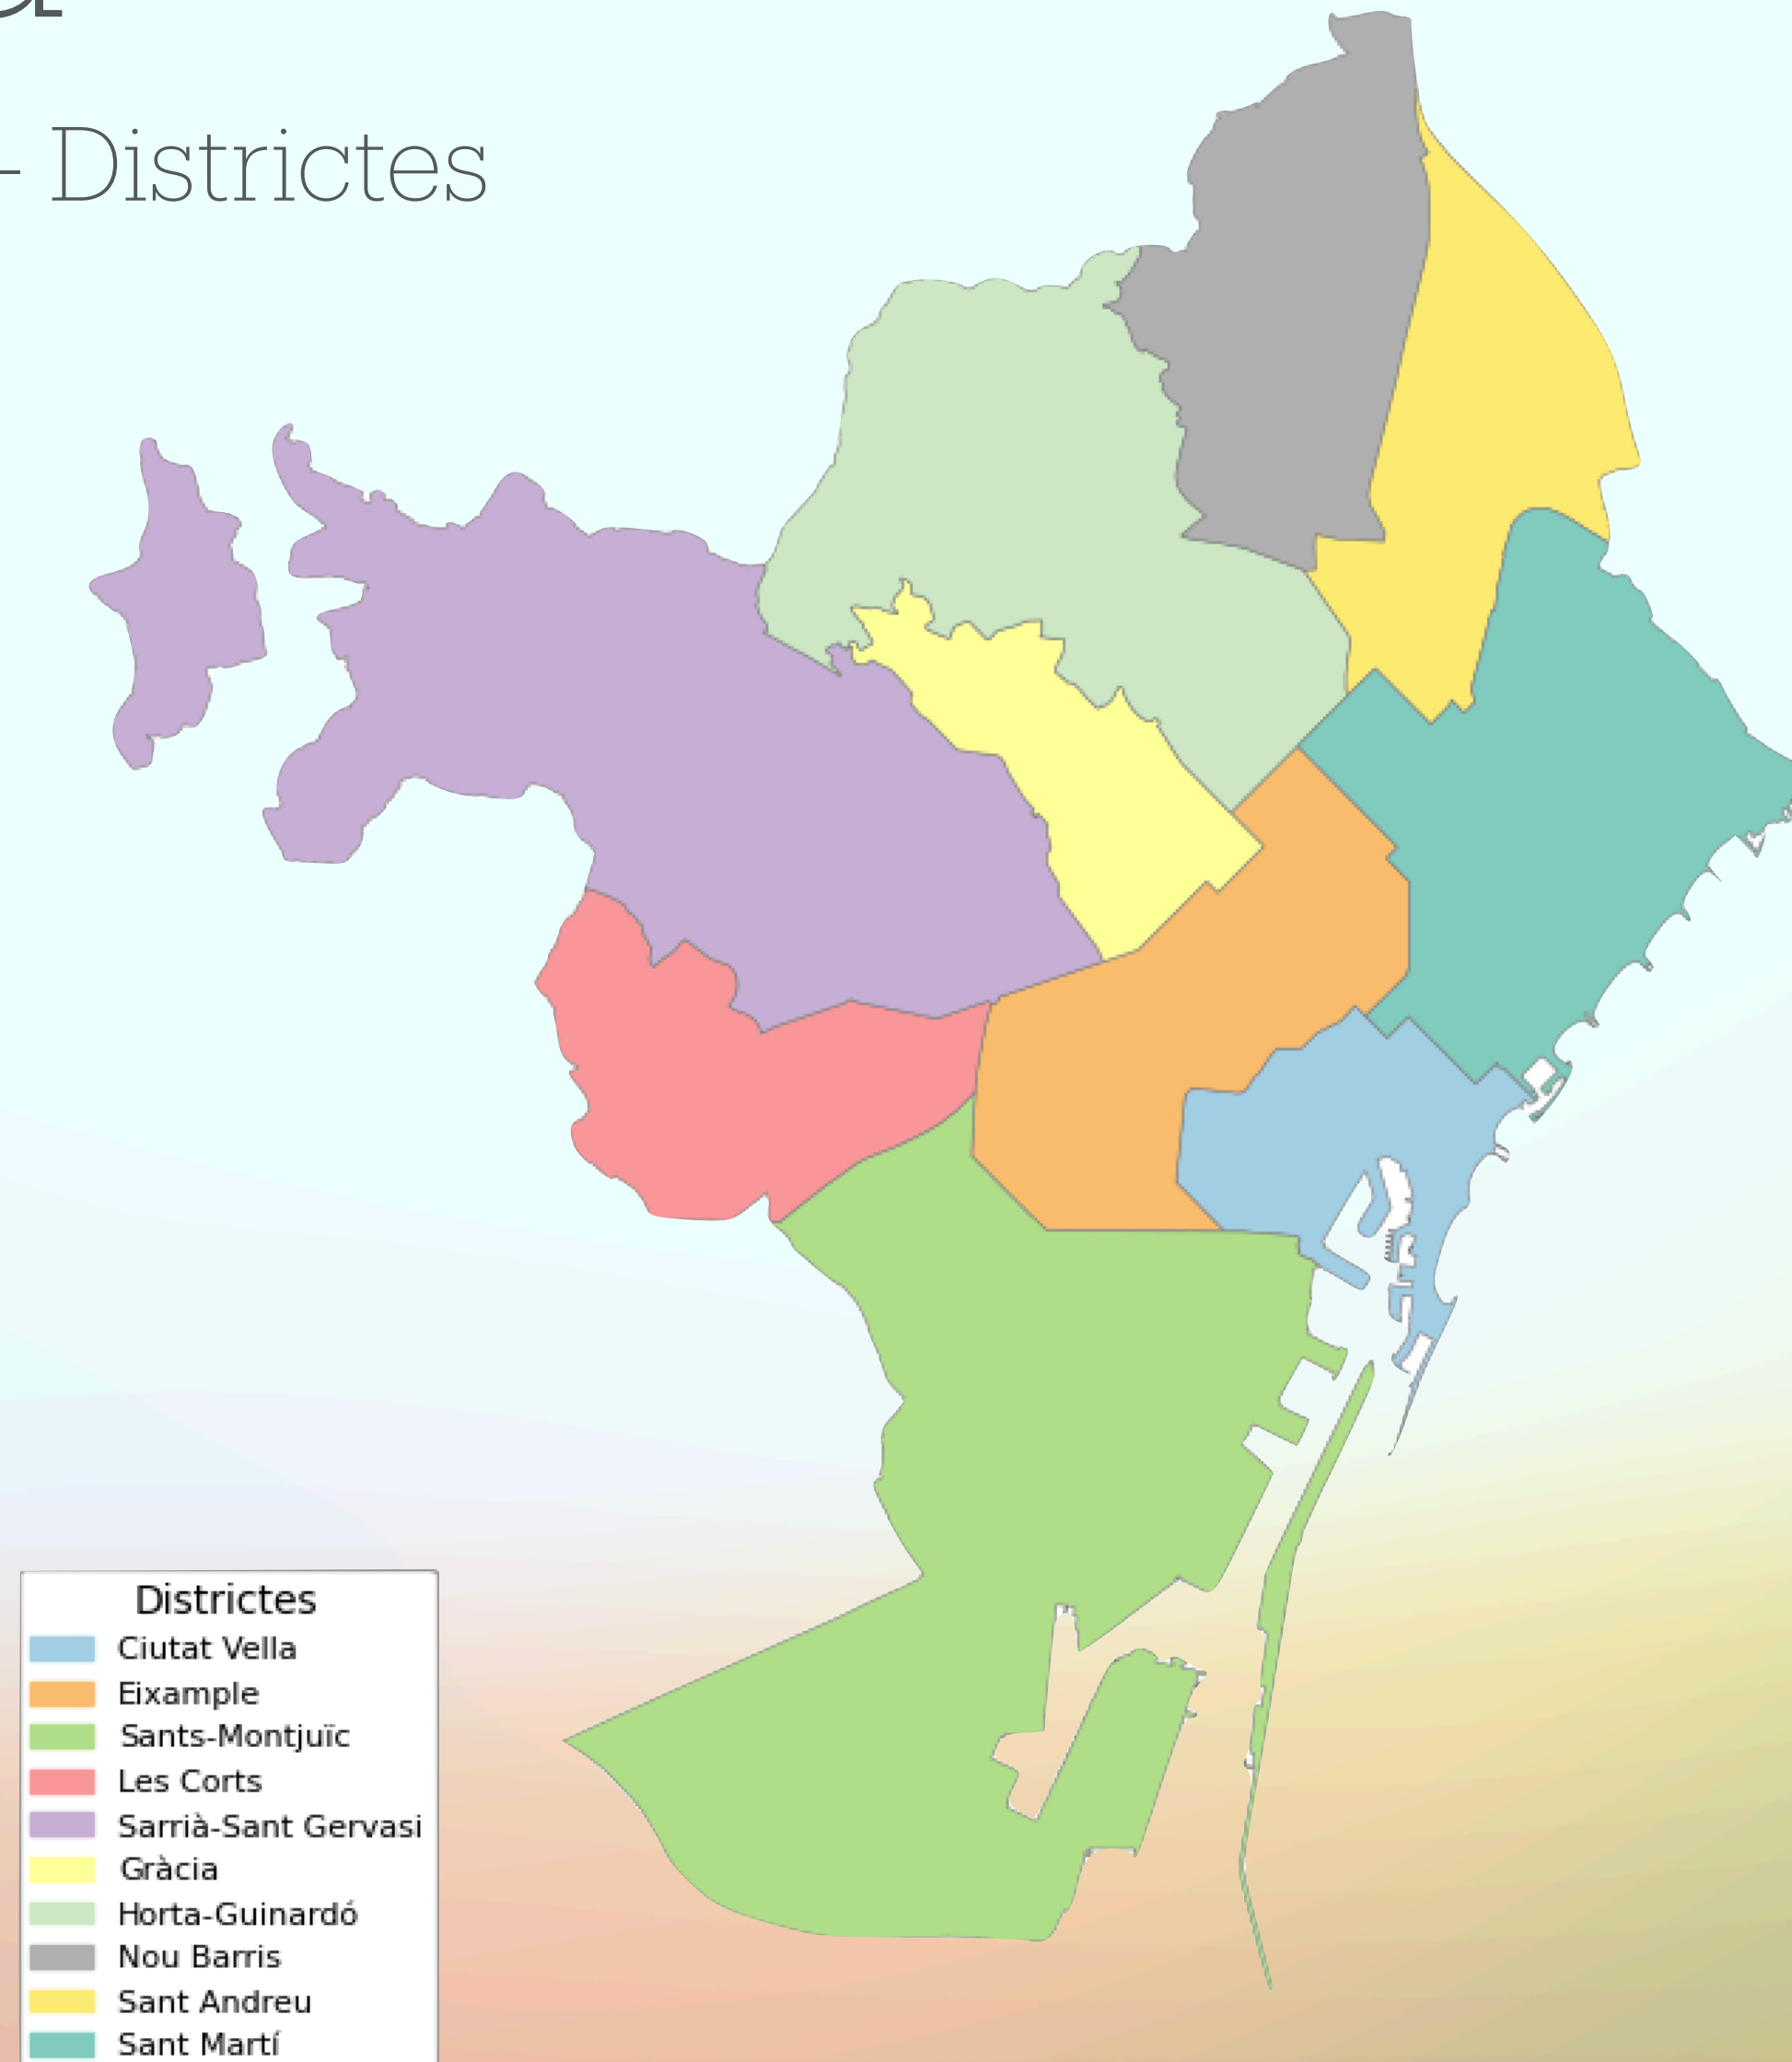 - Districtes
Districtes
Ciutat Vella
Eixample
Sants-Montjuïc
Les Corts
Sarrià-Sant Gervasi
Gràcia
Horta-Guinardó
Nou Barris
Sant Andreu
Sant Martí